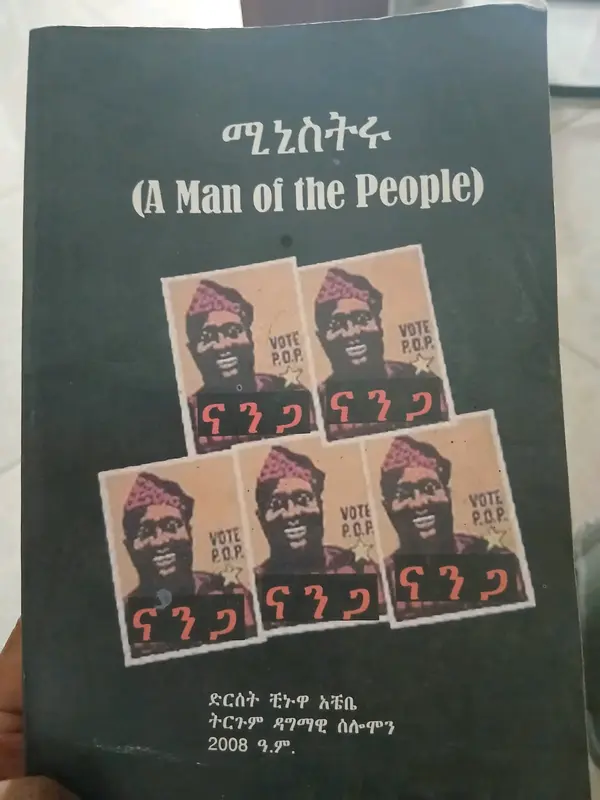 ሚኒስትሩ
(A Man of the People)
VOTE
P.O.P.
ናንጋ
VOTE
P.O.P.
ናንጋ
VOTE
P.O.P.
ናንጋ
VOTE
P.O.P.
ናንጋ
VOTE
P.O.P.
ናንጋ
ድርሰት ቺኑዋ አቼቤ
ትርጉም ዳግማዊ ሰሎሞን
2008 ዓ.ም.